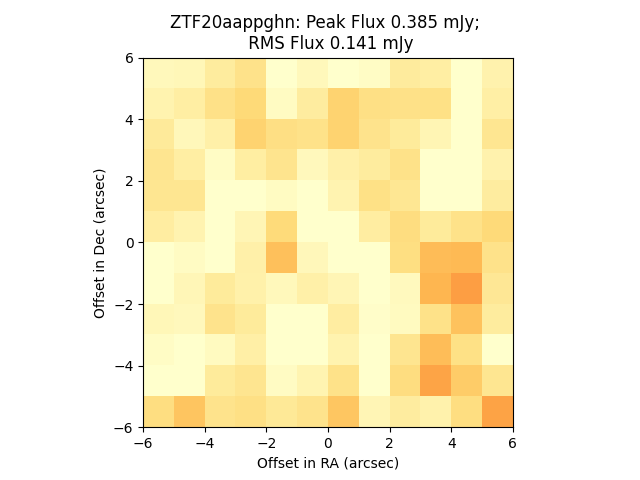 ZTF20aappghn: Peak Flux 0.385 mJy;
RMS Flux 0.141 mJy
6
4
2
0
−2
−4
−6
Offset in Dec (arcsec)
−6 −4 −2 0 2 4 6
Offset in RA (arcsec)